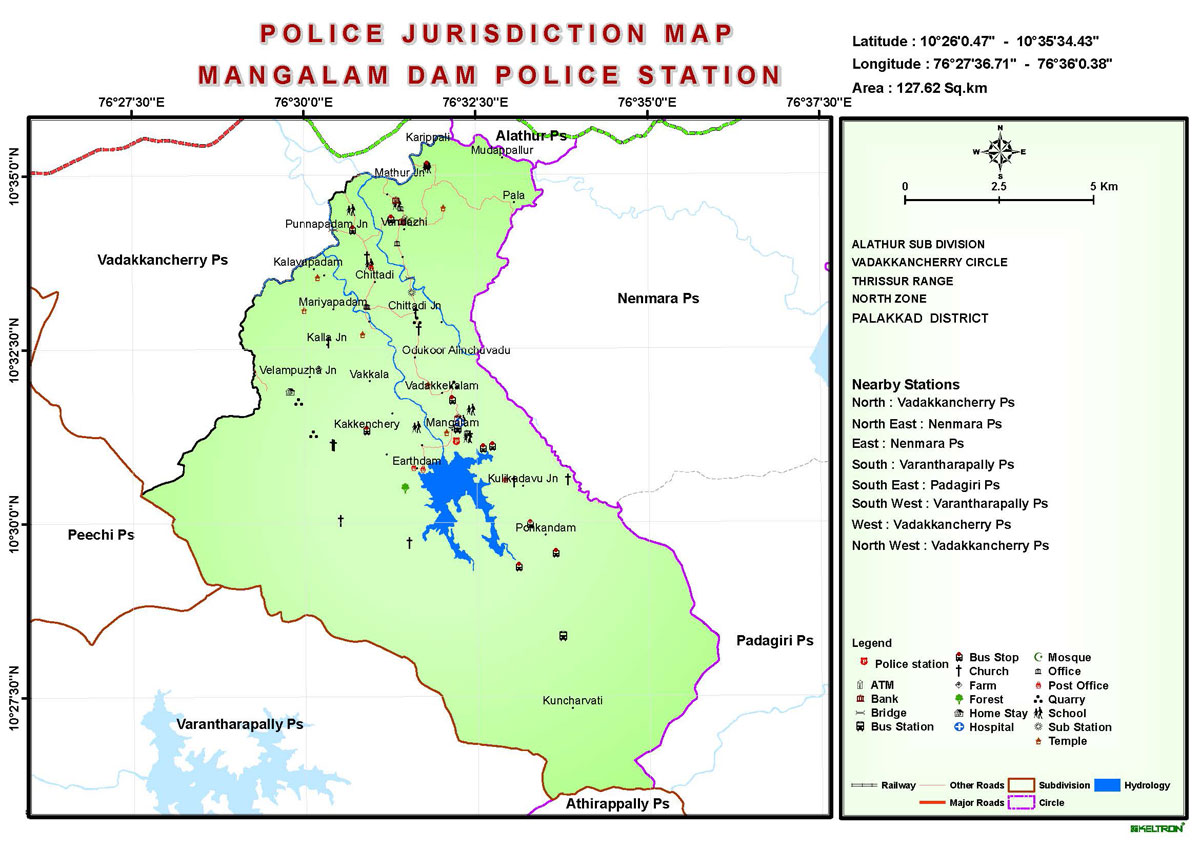 POLICE JURISDICTION MAP
MANGALAM DAM POLICE STATION
Latitude : 10°26'0.47" - 10°35'34.43"
Longitude : 76°27'36.71" - 76°36'0.38"
Area : 127.62 Sq.km
76°27'30"E
76°30'0"E
76°32'30"E
76°35'0"E
76°37'30"E
10°35'0"N
10°32'30"N
10°30'0"N
10°27'30"N
Karippali
Alathur Ps
Mudappallur
Mathur Jn
Pala
Punnapadam Jn
Vandazhi
Vadakkancherry Ps
Kalavapadam
Chittadi
Nenmara Ps
Mariyapadam
Chittadi Jn
Kalla Jn
Odukoor Alinchuvadu
Velampuzha Jn
Vakkala
Vadakkekalam
Kakkenchery
Mangalam
Earthdam
Kulikadavu Jn
Peechi Ps
Ponkandam
Padagiri Ps
Kuncharvati
Varantharapally Ps
Athirappally Ps
N
W
E
S
0
2.5
5 Km
ALATHUR SUB DIVISION
VADAKKANCHERRY CIRCLE
THRISSUR RANGE
NORTH ZONE
PALAKKAD DISTRICT
Nearby Stations
North : Vadakkancherry Ps
North East : Nenmara Ps
East : Nenmara Ps
South : Varantharapally Ps
South East : Padagiri Ps
South West : Varantharapally Ps
West : Vadakkancherry Ps
North West : Vadakkancherry Ps
Legend
Police station
ATM
Bank
Bridge
Bus Station
Bus Stop
Church
Farm
Forest
Home Stay
Hospital
Mosque
Office
Post Office
Quarry
School
Sub Station
Temple
Railway
Other Roads
Subdivision
Hydrology
Major Roads
Circle
KELTRON